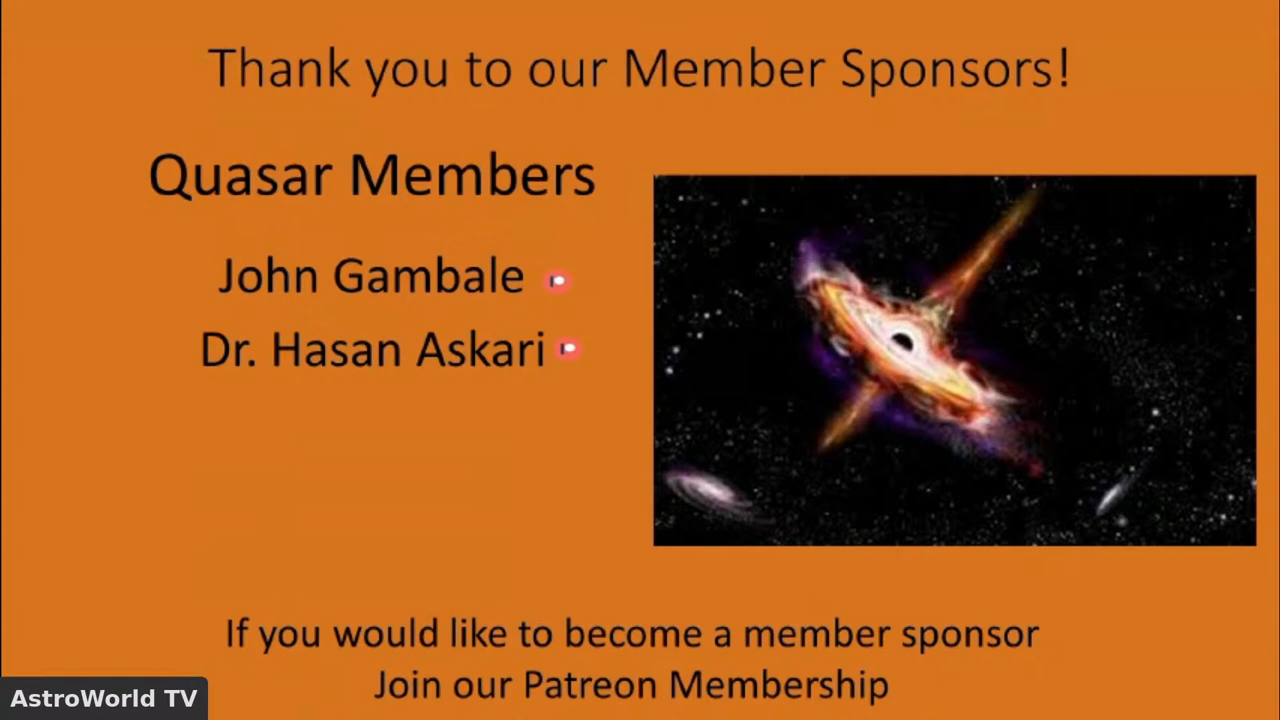 Thank you to our Member Sponsors!
Quasar Members
John Gambale
Dr. Hasan Askari
If you would like to become a member sponsor
Join our Patreon Membership
AstroWorld TV